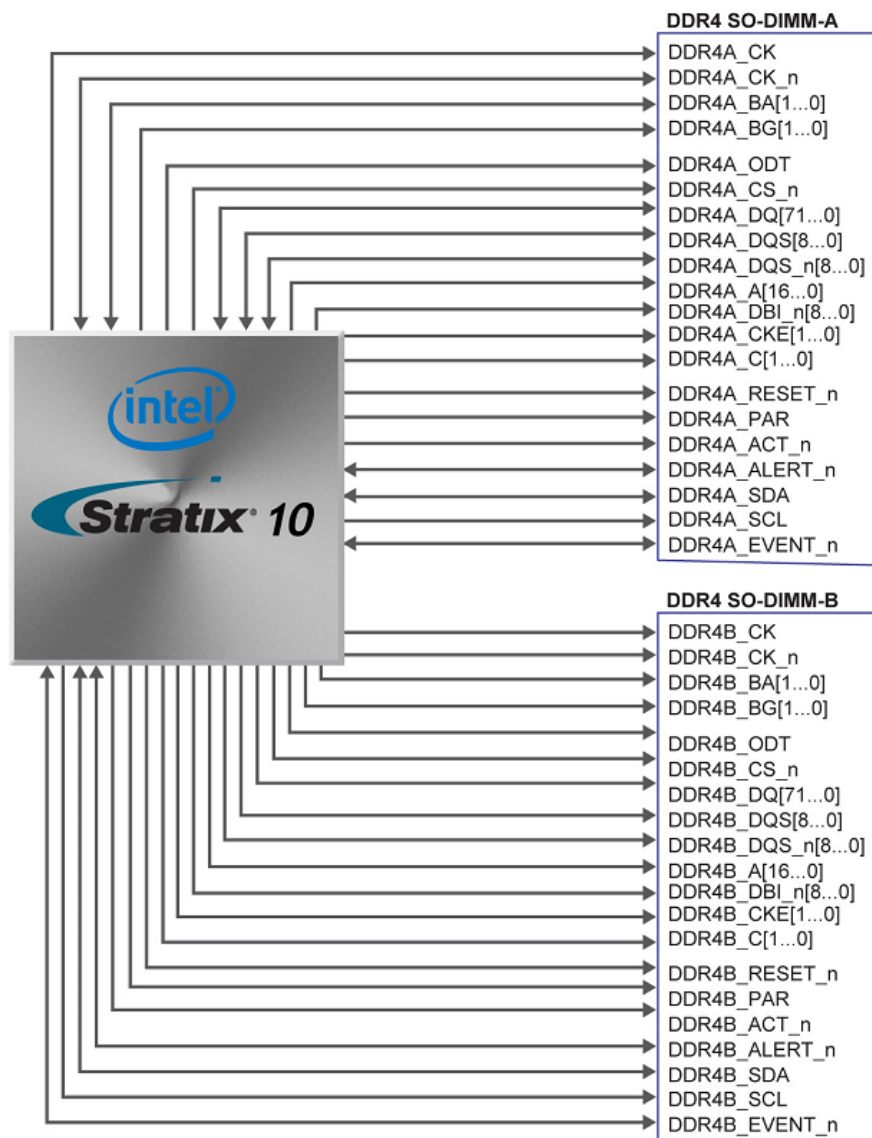 DDR4 SO-DIMM-A
DDR4A_CK
DDR4A_CK_n
DDR4A_BA[1...0]
DDR4A_BG[1...0]
DDR4A_ODT
DDR4A_CS_n
DDR4A_DQ[71...0]
DDR4A_DQS[8...0]
DDR4A_DQS_n[8...0]
DDR4A_A[16...0]
DDR4A_DBI_n[8...0]
DDR4A_CKE[1...0]
DDR4A_C[1...0]
DDR4A_RESET_n
DDR4A_PAR
DDR4A_ACT_n
DDR4A_ALERT_n
DDR4A_SDA
DDR4A_SCL
DDR4A_EVENT_n
intel®
Stratix® 10
DDR4 SO-DIMM-B
DDR4B_CK
DDR4B_CK_n
DDR4B_BA[1...0]
DDR4B_BG[1...0]
DDR4B_ODT
DDR4B_CS_n
DDR4B_DQ[71...0]
DDR4B_DQS[8...0]
DDR4B_DQS_n[8...0]
DDR4B_A[16...0]
DDR4B_DBI_n[8...0]
DDR4B_CKE[1...0]
DDR4B_C[1...0]
DDR4B_RESET_n
DDR4B_PAR
DDR4B_ACT_n
DDR4B_ALERT_n
DDR4B_SDA
DDR4B_SCL
DDR4B_EVENT_n